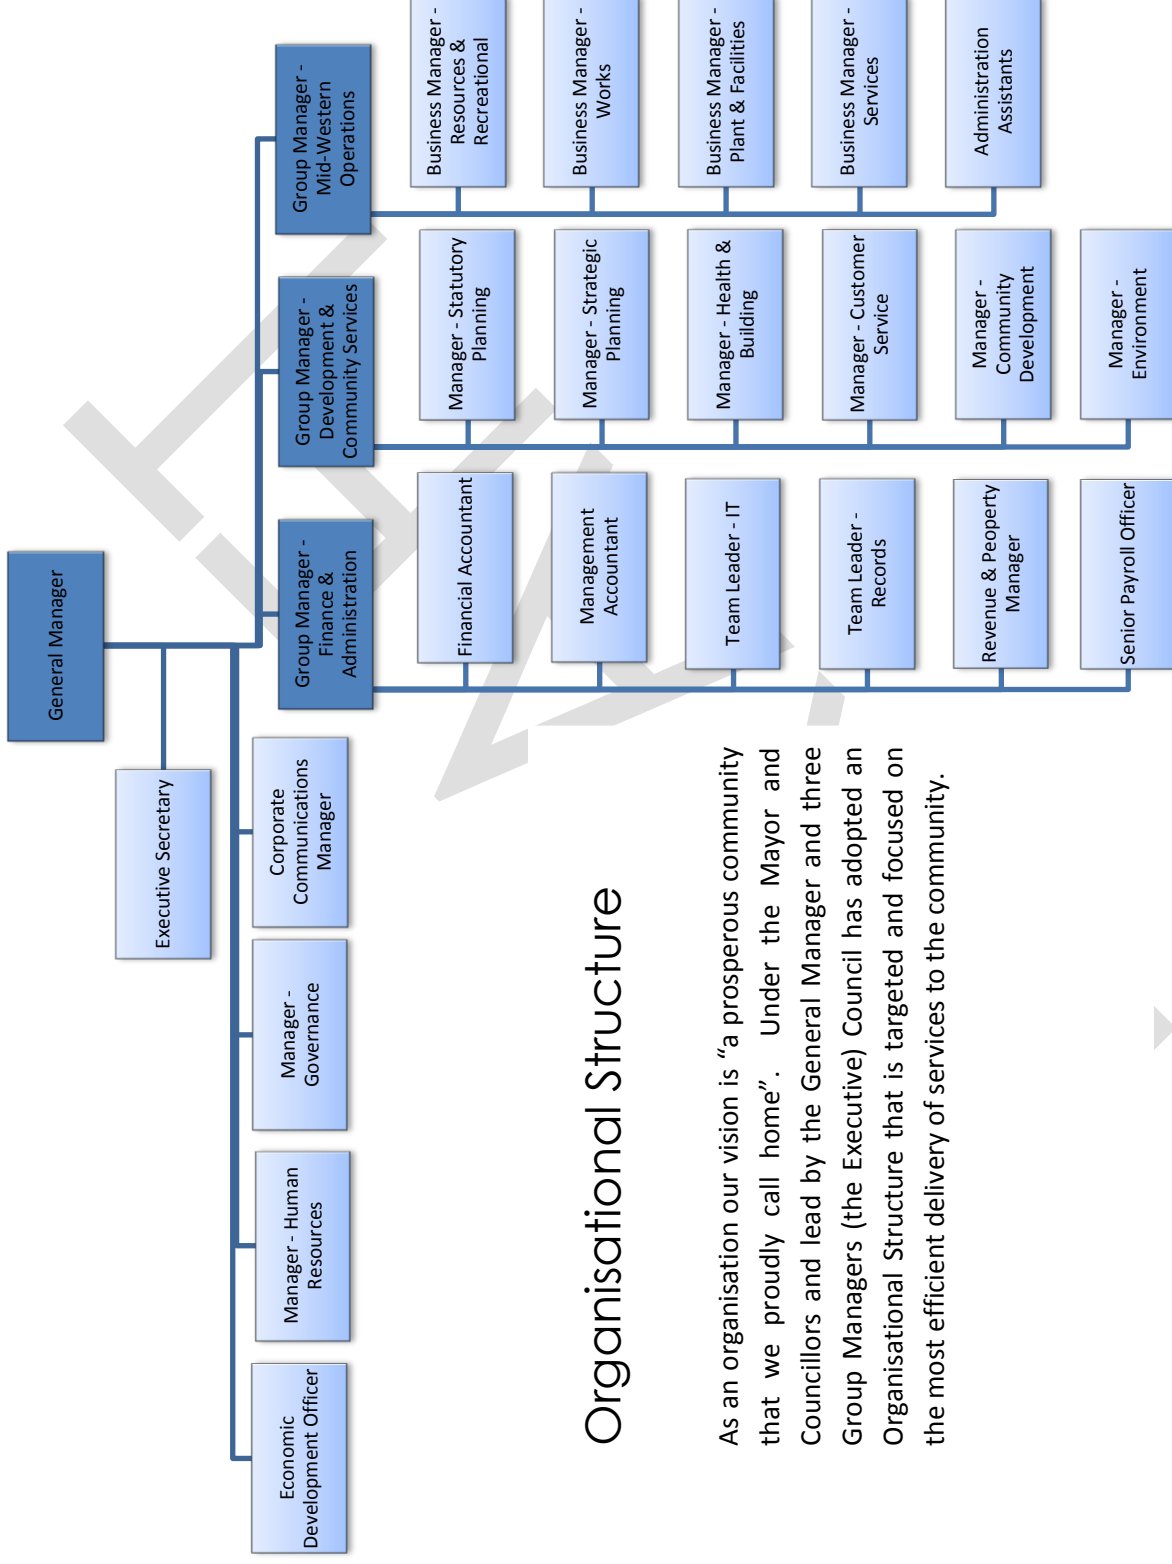 General Manager
Executive Secretary
Economic
Development Officer
Manager - Human
Resources
Manager -
Governance
Corporate
Communications
Manager
Group Manager -
Finance &
Administration
Group Manager -
Development &
Community Services
Group Manager -
Mid-Western
Operations
Financial Accountant
Management
Accountant
Team Leader - IT
Team Leader -
Records
Revenue & Peoperty
Manager
Senior Payroll Officer
Manager - Statutory
Planning
Manager - Strategic
Planning
Manager - Health &
Building
Manager - Customer
Service
Manager -
Community
Development
Manager -
Environment
Business Manager -
Resources &
Recreational
Business Manager -
Works
Business Manager -
Plant & Facilities
Business Manager -
Services
Administration
Assistants
Organisational Structure
As an organisation our vision is “a prosperous community
that we proudly call home”. Under the Mayor and
Councillors and lead by the General Manager and three
Group Managers (the Executive) Council has adopted an
Organisational Structure that is targeted and focused on
the most efficient delivery of services to the community.